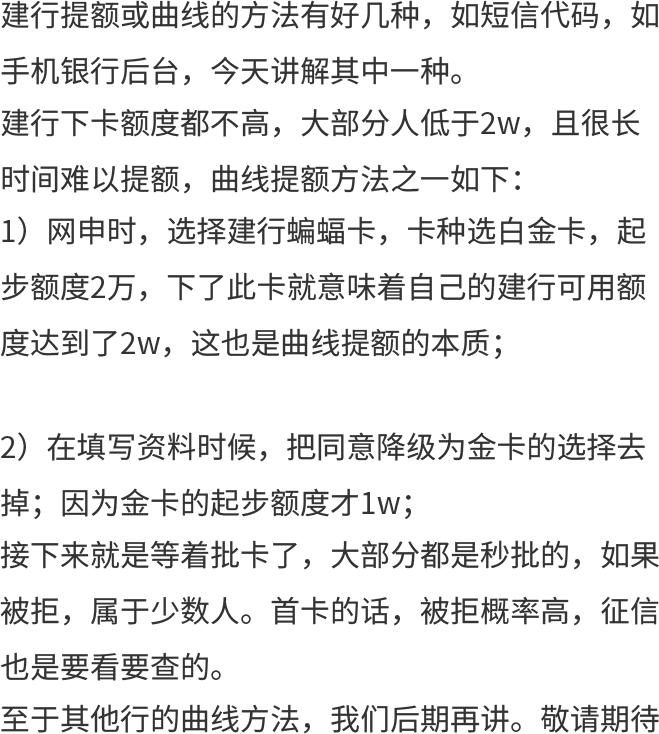 建行提额或曲线的方法有好几种，如短信代码，如
手机银行后台，今天讲解其中一种。
建行下卡额度都不高，大部分人低于2w，且很长
时间难以提额，曲线提额方法之一如下：
1）网申时，选择建行蝙蝠卡，卡种选白金卡，起
步额度2万，下了此卡就意味着自己的建行可用额
度达到了2w，这也是曲线提额的本质；
2）在填写资料时候，把同意降级为金卡的选择去
掉；因为金卡的起步额度才1w；
接下来就是等着批卡了，大部分都是秒批的，如果
被拒，属于少数人。首卡的话，被拒概率高，征信
也是要看要查的。
至于其他行的曲线方法，我们后期再讲。敬请期待